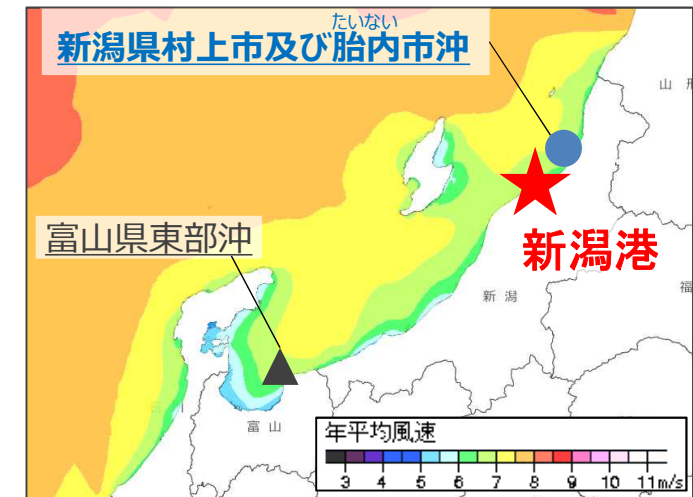 たいない
新潟県村上市及び胎内市沖
山 形
富山県東部沖
新潟港
新 潟
福
富 山
年平均風速
3 4 5 6 7 8 9 10 11m/s